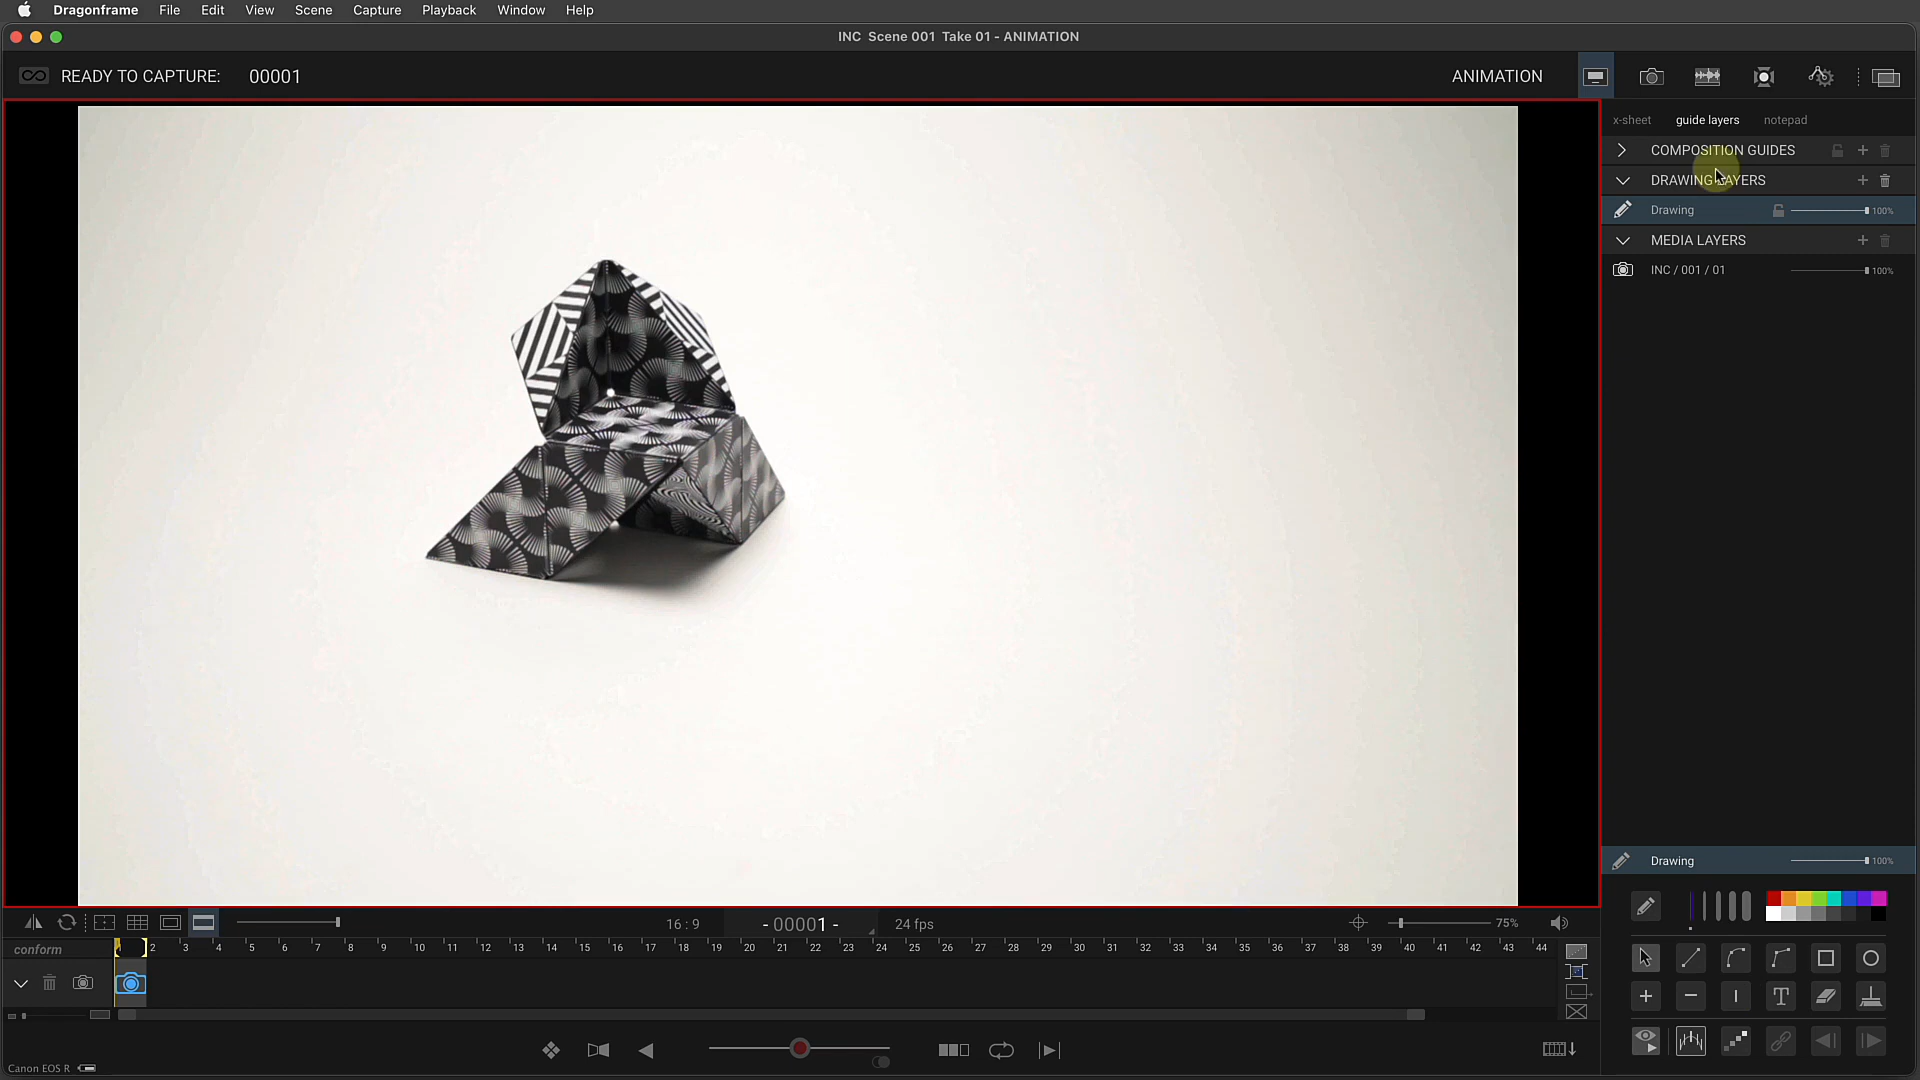 Dragonframe File Edit View Scene Capture Playback Window Help
INC Scene 001 Take 01 - ANIMATION
READY TO CAPTURE: 00001
ANIMATION
x-sheet guide layers notepad
COMPOSITION GUIDES
DRAWING LAYERS
Drawing 100%
MEDIA LAYERS
INC / 001 / 01 100%
Drawing 100%
16 : 9 - 00001 - 24 fps 75%
conform 2 3 4 5 6 7 8 9 10 11 12 13 14 15 16 17 18 19 20 21 22 23 24 25 26 27 28 29 30 31 32 33 34 35 36 37 38 39 40 41 42 43 44
T
Canon EOS R